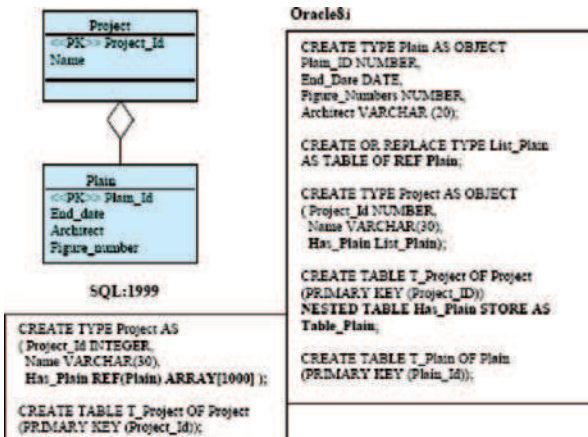 Project
<<PK>> Project_Id
Name
Plain
<<PK>> Plain_Id
End_date
Architect
Figure_number
SQL:1999
CREATE TYPE Project AS
( Project_Id INTEGER,
Name VARCHAR(30),
Has_Plain REF(Plain) ARRAY[1000] );
CREATE TABLE T_Project OF Project
(PRIMARY KEY (Project_Id));
Oracle8i
CREATE TYPE Plain AS OBJECT
Plain_ID NUMBER,
End_Date DATE,
Figure_Numbers NUMBER,
Architect VARCHAR (20);
CREATE OR REPLACE TYPE List_Plain
AS TABLE OF REF Plain;
CREATE TYPE Project AS OBJECT
( Project_Id NUMBER,
Name VARCHAR(30),
Has_Plain List_Plain);
CREATE TABLE T_Project OF Project
(PRIMARY KEY (Project_ID))
NESTED TABLE Has_Plain STORE AS
Table_Plain;
CREATE TABLE T_Plain OF Plain
(PRIMARY KEY (Plain_Id));